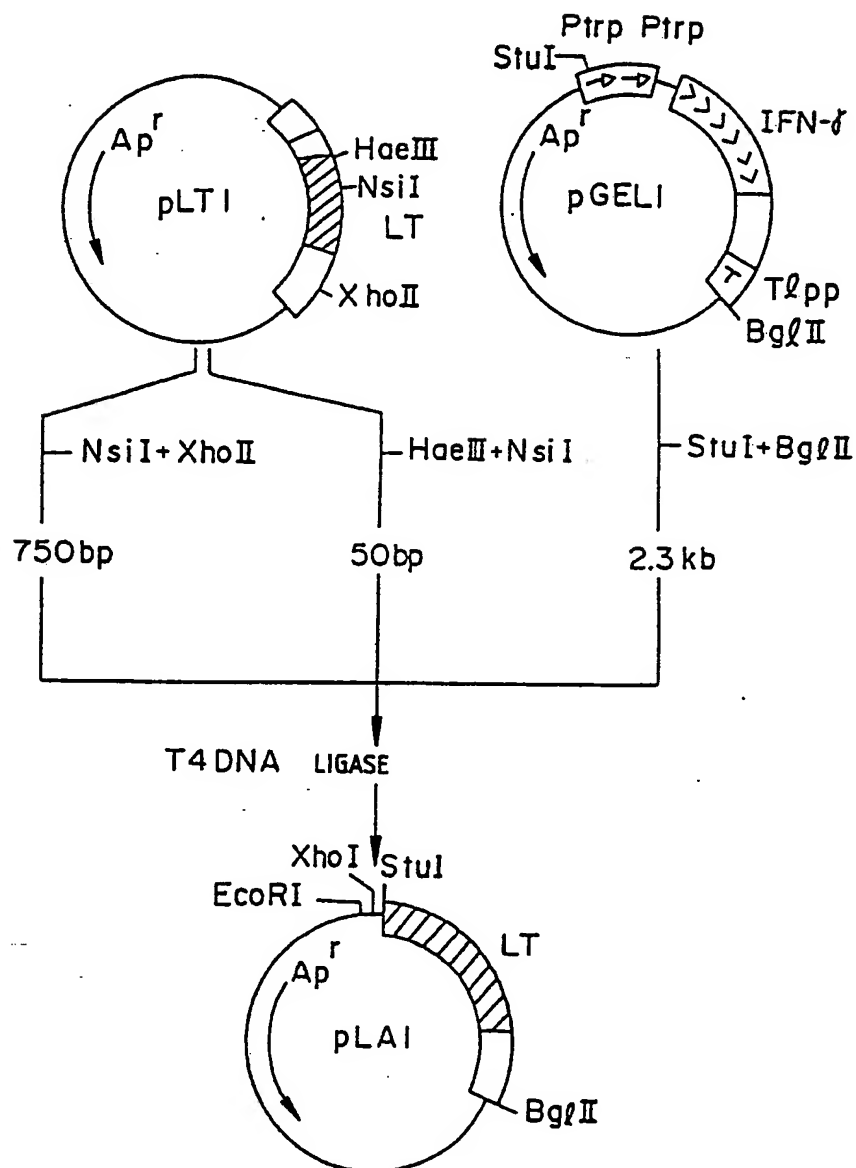 Ptrp Ptrp
StuI
Ap^r
HaeIII
NsiI
pLT1
LT
XhoII
Ap^r
IFN-γ
pGEL1
Tℓpp
BgℓII
NsiI+XhoII
HaeIII+NsiI
StuI+BgℓII
750bp
50bp
2.3kb
T4 DNA LIGASE
XhoI
StuI
EcoRI
LT
Ap^r
pLA1
BgℓII